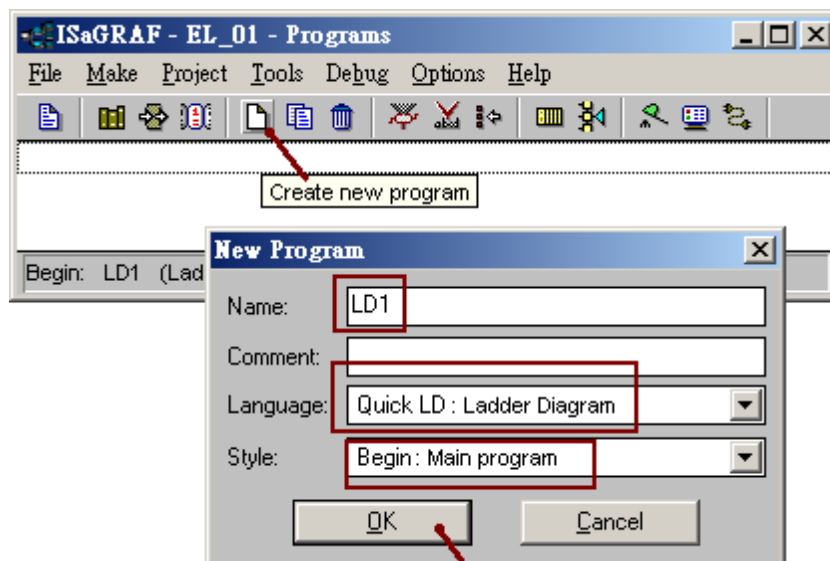 ISaGRAF - EL_01 - Programs
File Make Project Tools Debug Options Help
Create new program
New Program
Begin: LD1 (Lad
Name: LD1
Comment:
Language: Quick LD : Ladder Diagram
Style: Begin : Main program
OK Cancel